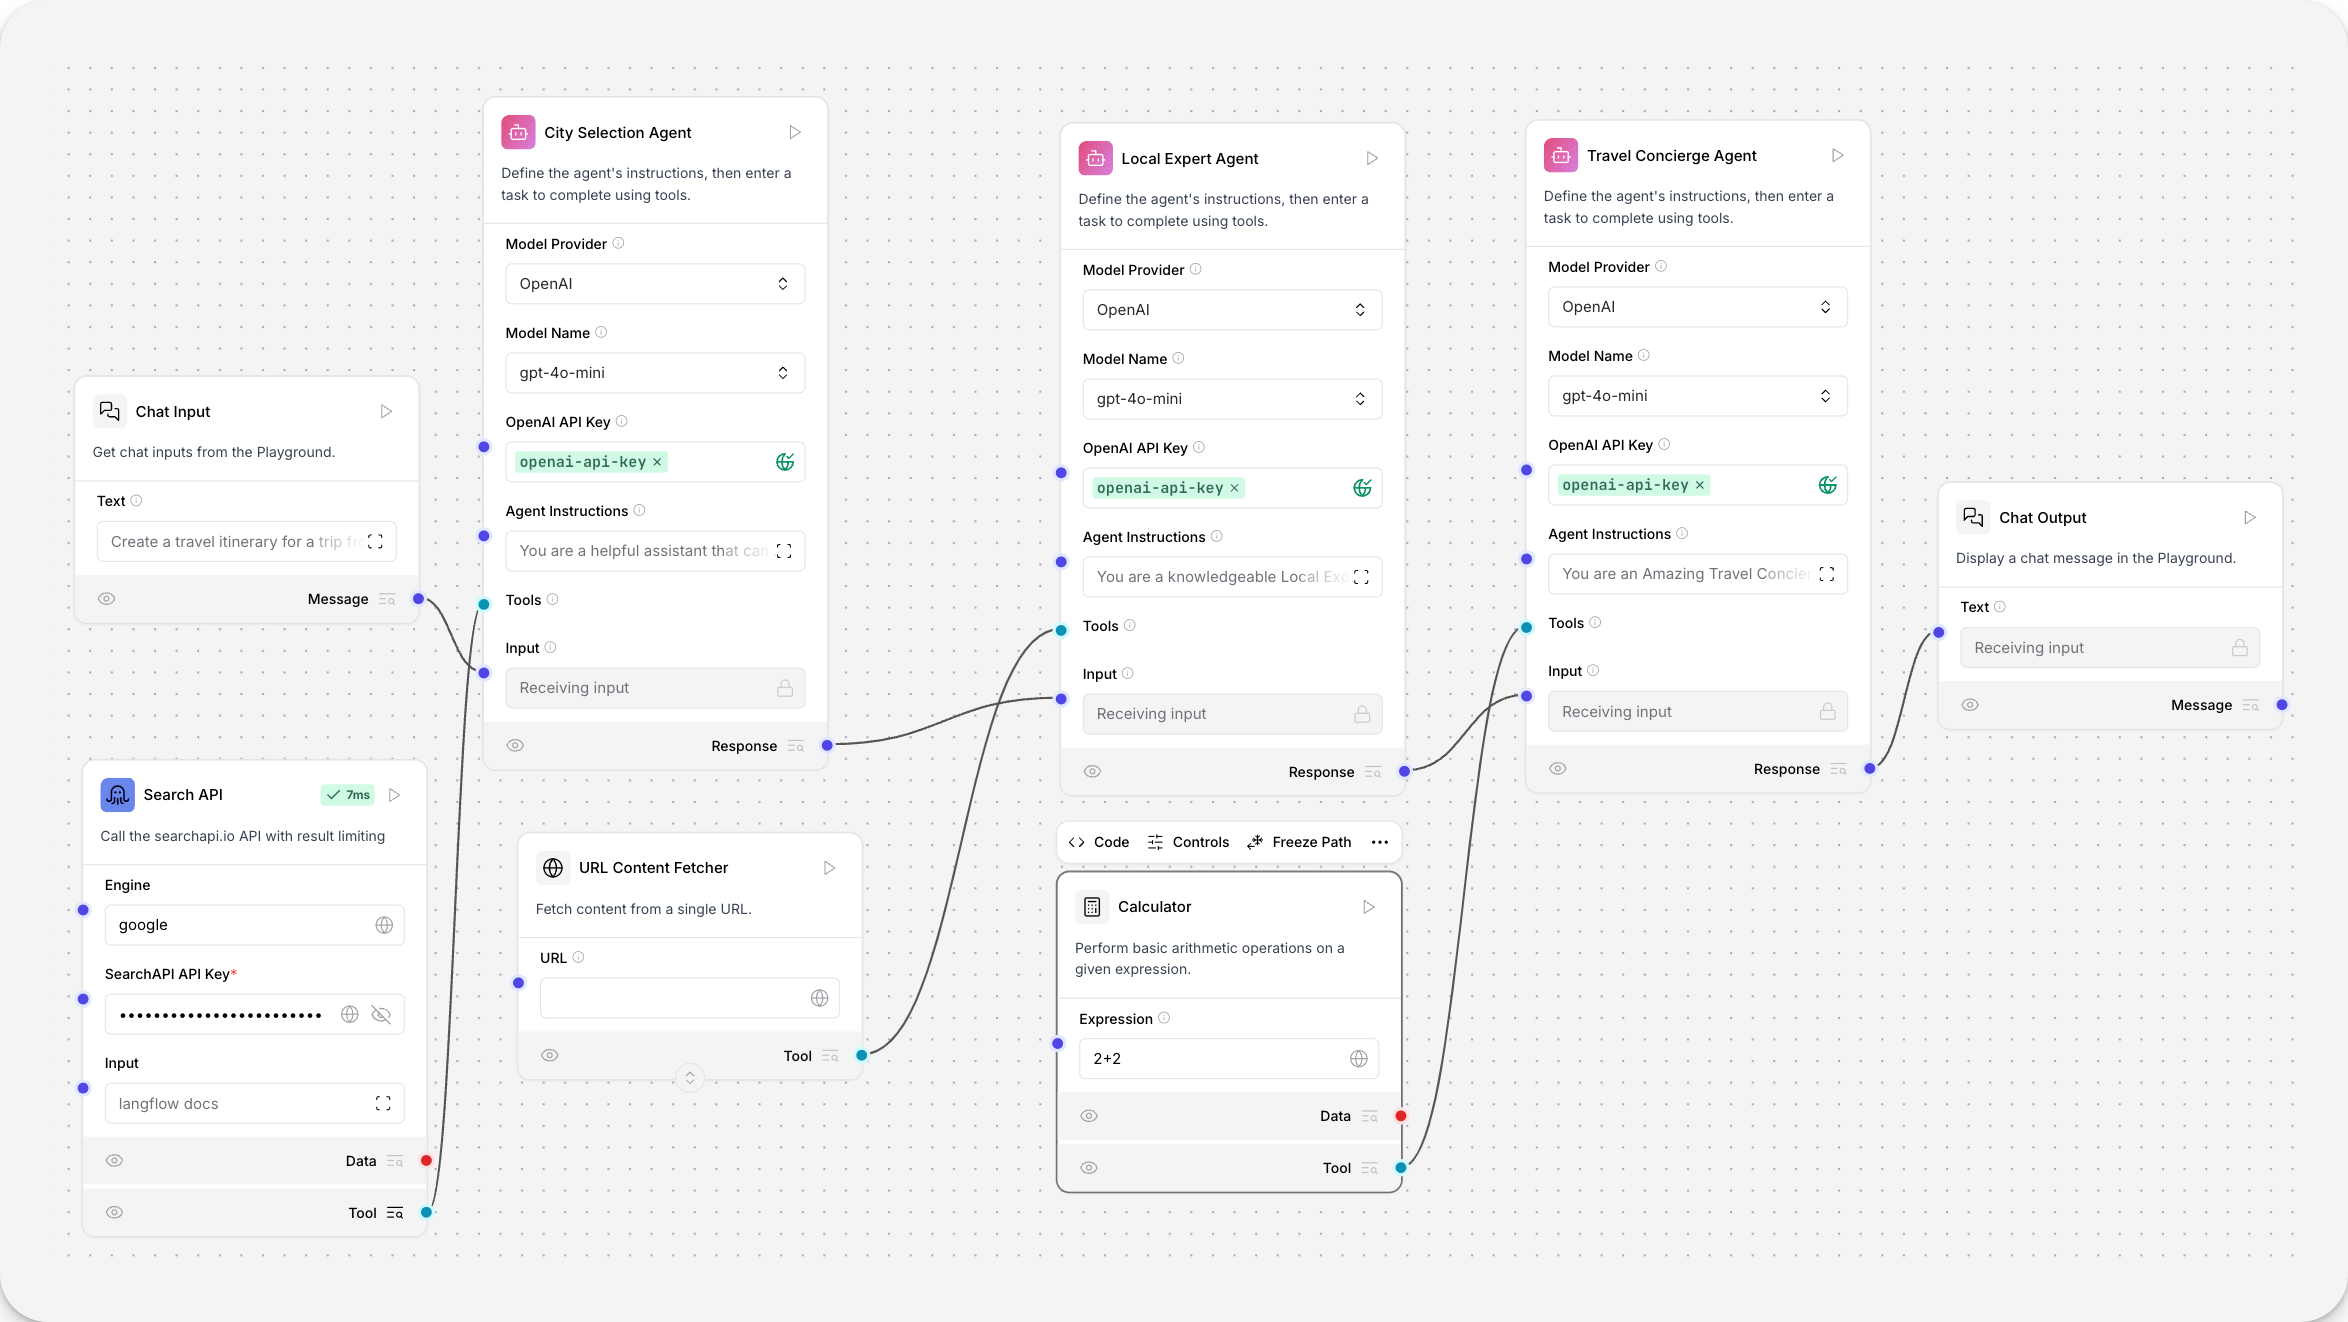 Chat Input
Get chat inputs from the Playground.
Text
Create a travel itinerary for a trip
Message
Search API
7ms
Call the searchapi.io API with result limiting
Engine
google
SearchAPI API Key*
•••••••••••••••••••••••
Input
langflow docs
Data
Tool
City Selection Agent
Define the agent's instructions, then enter a
task to complete using tools.
Model Provider
OpenAI
Model Name
gpt-4o-mini
OpenAI API Key
openai-api-key ×
Agent Instructions
You are a helpful assistant that can
Tools
Input
Receiving input
Response
URL Content Fetcher
Fetch content from a single URL.
URL
Tool
Local Expert Agent
Define the agent's instructions, then enter a
task to complete using tools.
Model Provider
OpenAI
Model Name
gpt-4o-mini
OpenAI API Key
openai-api-key ×
Agent Instructions
You are a knowledgeable Local Exp
Tools
Input
Receiving input
Response
Code
Controls
Freeze Path
Calculator
Perform basic arithmetic operations on a
given expression.
Expression
2+2
Data
Tool
Travel Concierge Agent
Define the agent's instructions, then enter a
task to complete using tools.
Model Provider
OpenAI
Model Name
gpt-4o-mini
OpenAI API Key
openai-api-key ×
Agent Instructions
You are an Amazing Travel Concier
Tools
Input
Receiving input
Response
Chat Output
Display a chat message in the Playground.
Text
Receiving input
Message